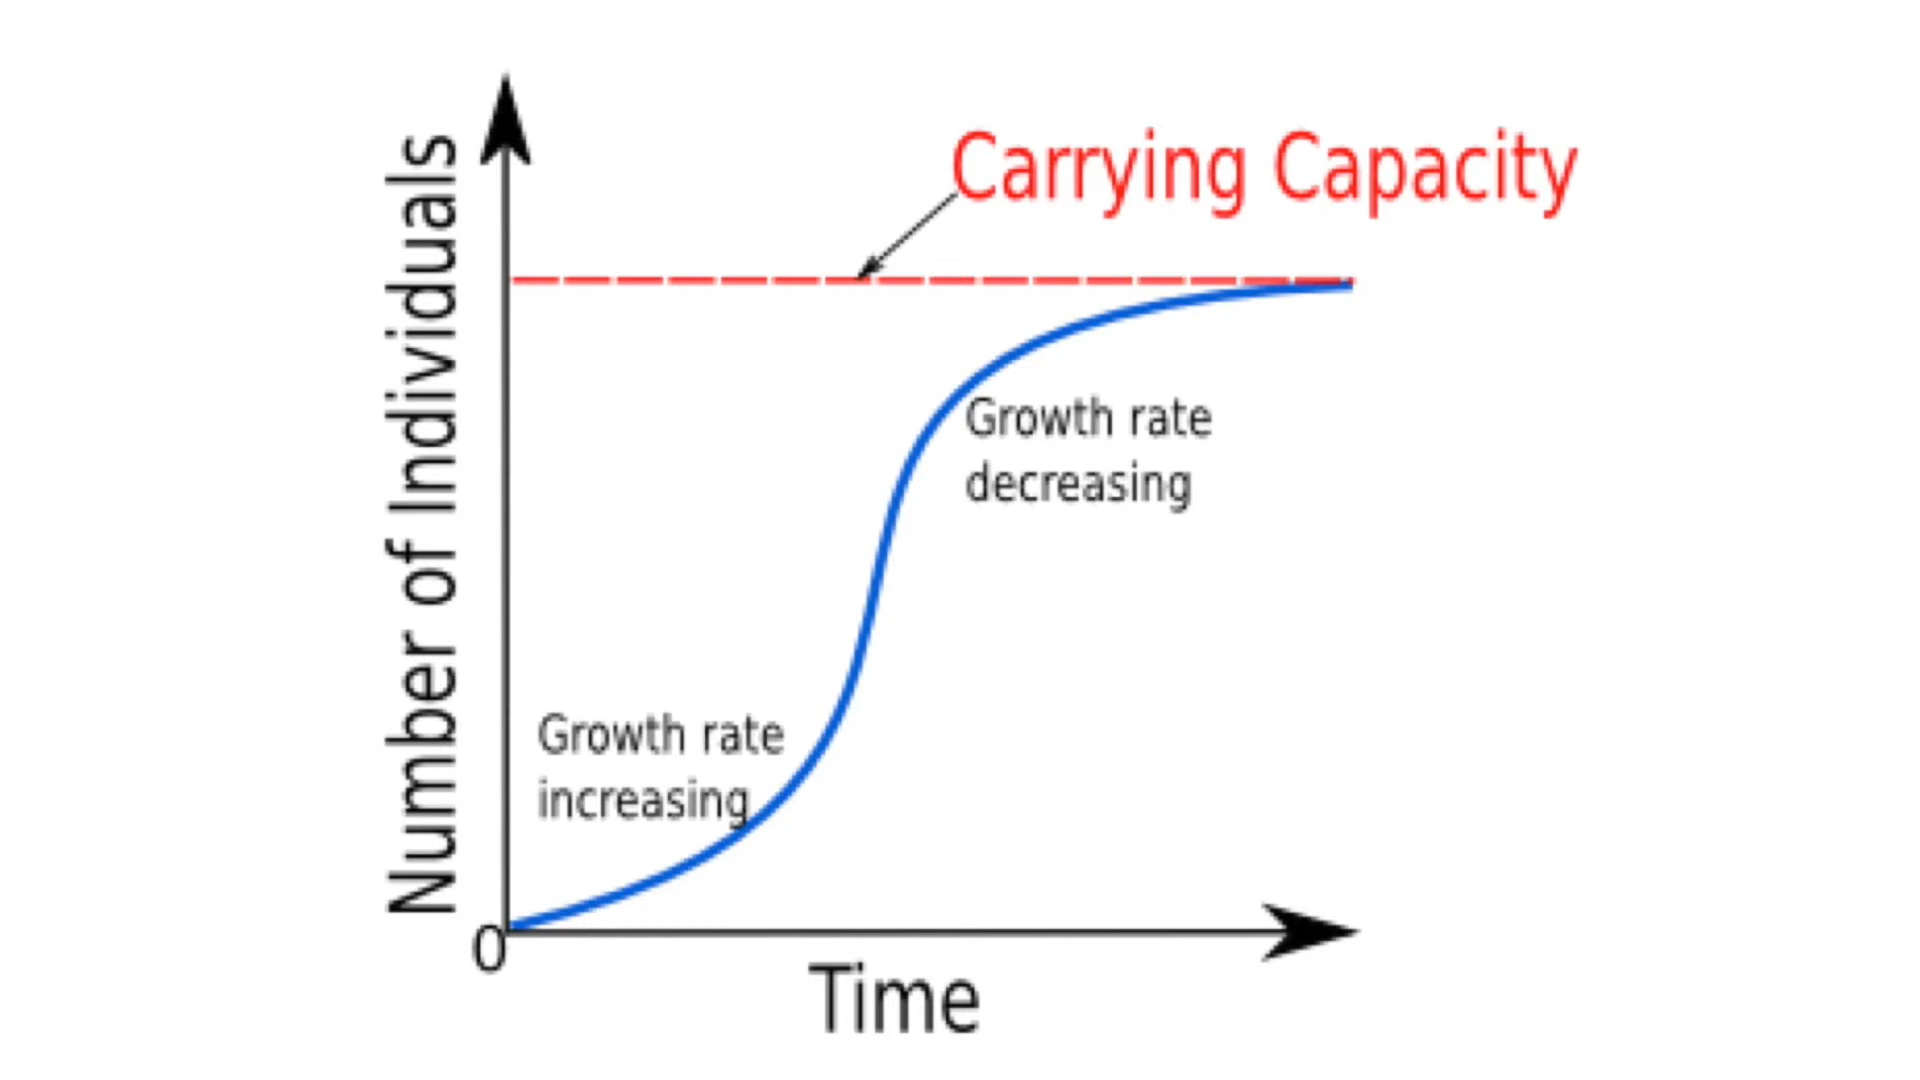 Carrying Capacity
Number of Individuals
Growth rate
decreasing
Growth rate
increasing
0
Time